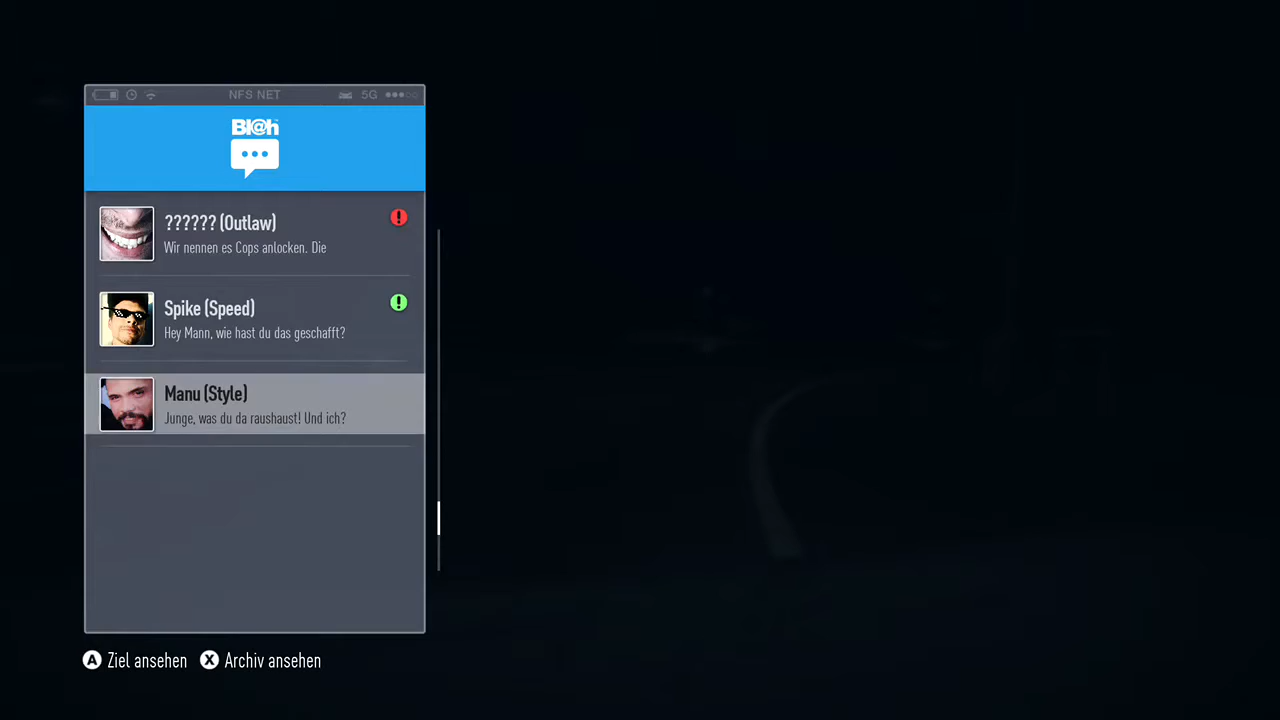 NFS NET
5G
Bl@h
?????? (Outlaw)
Wir nennen es Cops anlocken. Die
Spike (Speed)
Hey Mann, wie hast du das geschafft?
Manu (Style)
Junge, was du da raushaust! Und ich?
A Ziel ansehen X Archiv ansehen